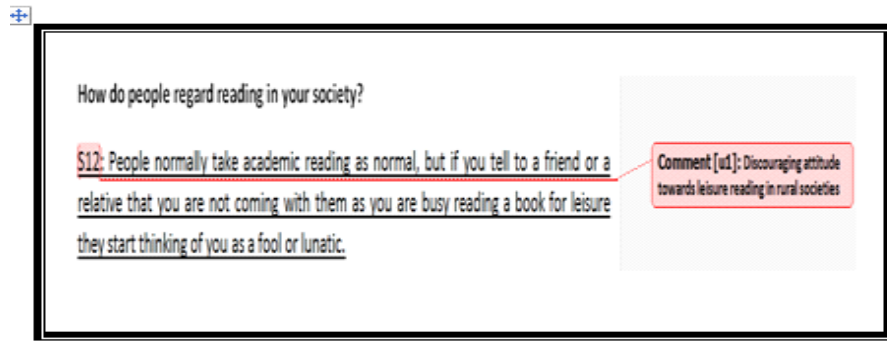 How do people regard reading in your society?
S12: People normally take academic reading as normal, but if you tell to a friend or a
relative that you are not coming with them as you are busy reading a book for leisure
they start thinking of you as a fool or lunatic.
Comment [u1]: Discouraging attitude
towards leisure reading in rural societies